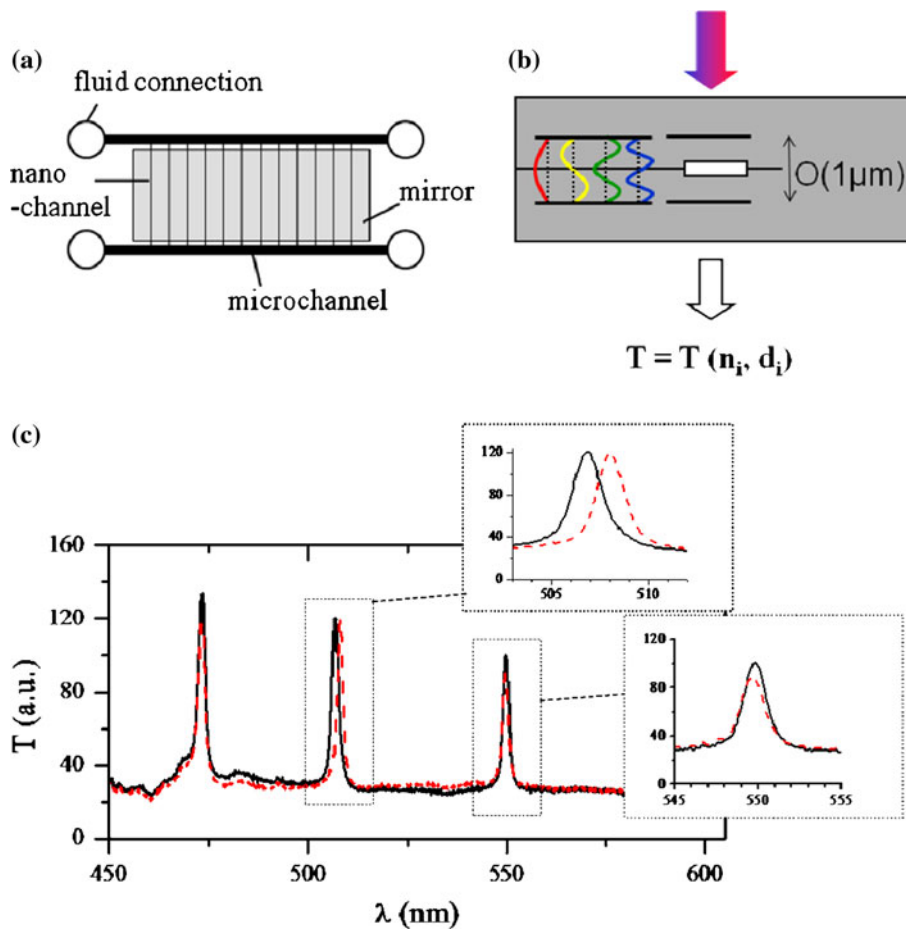 (a)
fluid connection
nano
-channel
mirror
microchannel
(b)
O(1μm)
T = T (nᵢ, dᵢ)
(c)
160
120
80
40
0
T (a.u.)
450
500
550
600
λ (nm)
120
80
40
0
505
510
120
80
40
0
545
550
555